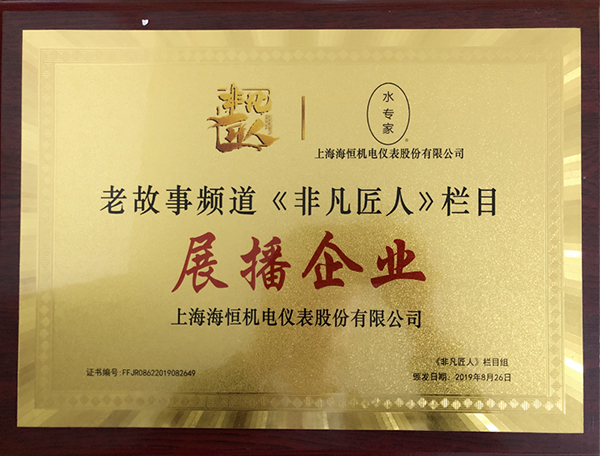 非凡匠人
水专家
上海海恒机电仪表股份有限公司
老故事频道《非凡匠人》栏目
展播企业
上海海恒机电仪表股份有限公司
证书编号:FFJR08622019082649
《非凡匠人》栏目组
颁发日期:2019年8月26日